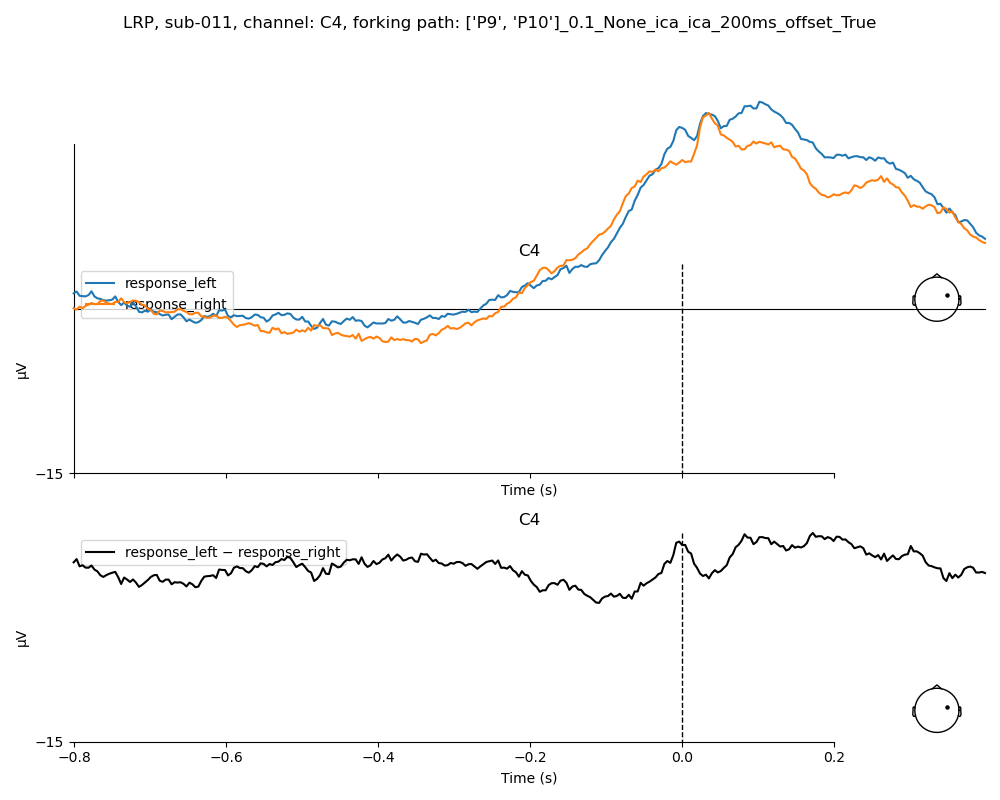 LRP, sub-011, channel: C4, forking path: ['P9', 'P10']_0.1_None_ica_ica_200ms_offset_True
C4
response_left
response_right
µV
−15
Time (s)
C4
response_left − response_right
µV
−15
−0.8
−0.6
−0.4
−0.2
0.0
0.2
Time (s)